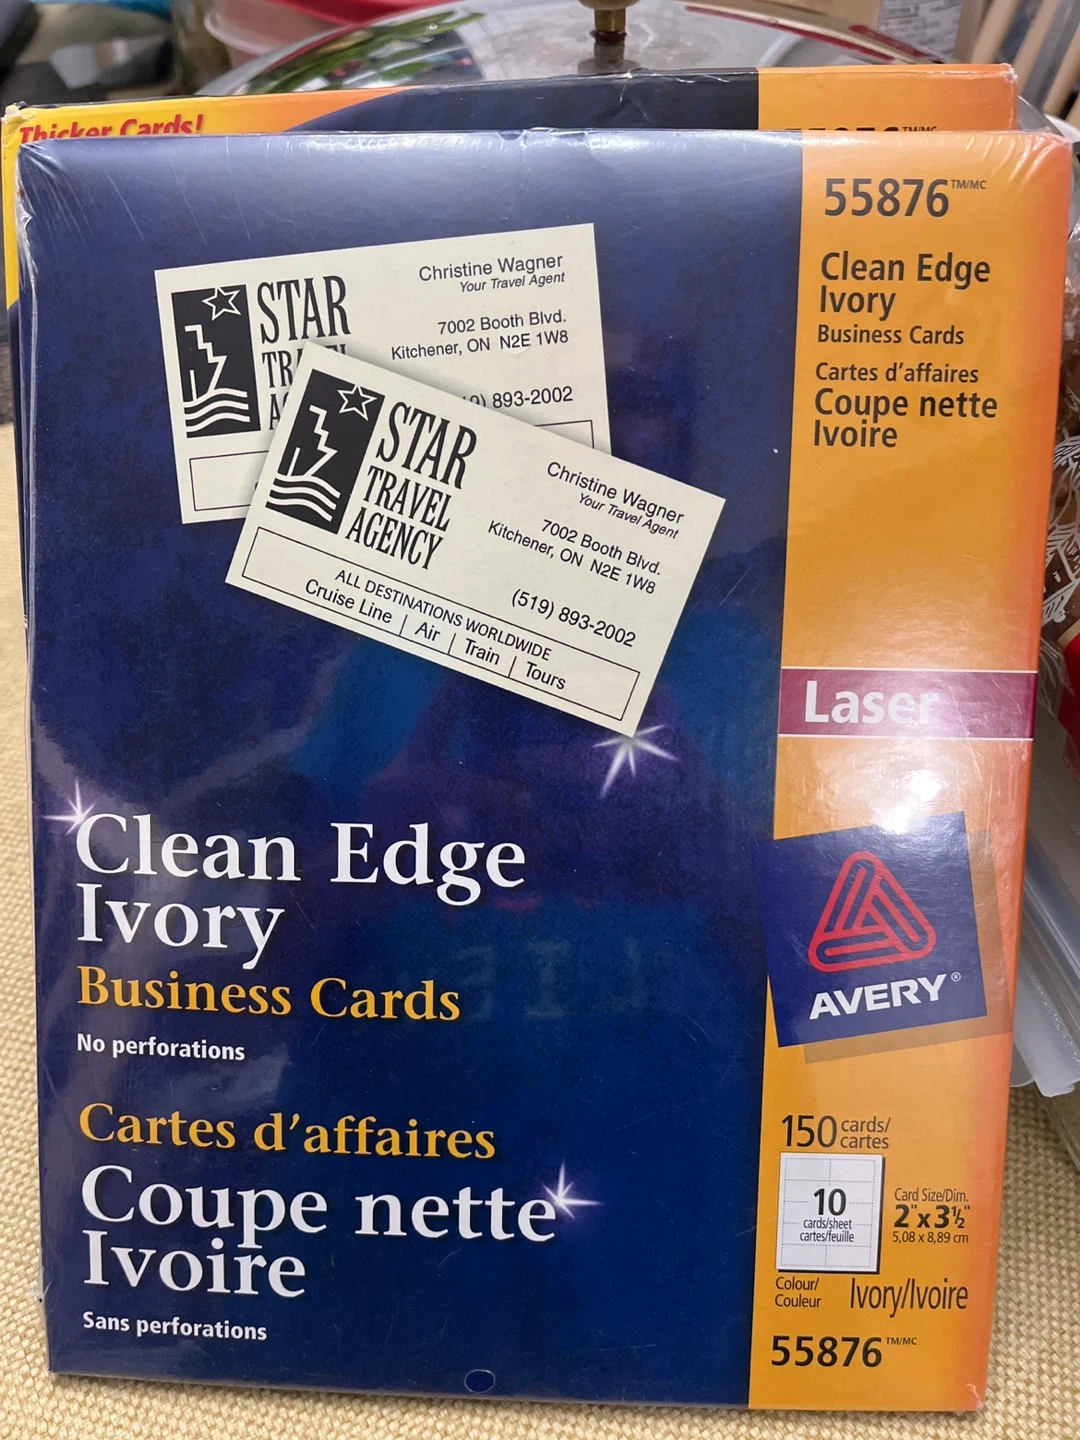 Thicker Cards!
55876™/MC
Clean Edge
Ivory
Business Cards
Cartes d'affaires
Coupe nette
Ivoire
STAR
Christine Wagner
Your Travel Agent
7002 Booth Blvd.
Kitchener, ON N2E 1W8
893-2002
STAR
TRAVEL
AGENCY
Christine Wagner
Your Travel Agent
7002 Booth Blvd.
Kitchener, ON N2E 1W8
(519) 893-2002
ALL DESTINATIONS WORLDWIDE
Cruise Line | Air | Train | Tours
Laser
Clean Edge
Ivory
Business Cards
No perforations
AVERY®
Cartes d'affaires
Coupe nette
Ivoire
Sans perforations
150 cards/
cartes
10
cards/sheet
cartes/feuille
Card Size/Dim.
2" x 3½"
5,08 x 8,89 cm
Colour/
Couleur
Ivory/Ivoire
55876™/MC